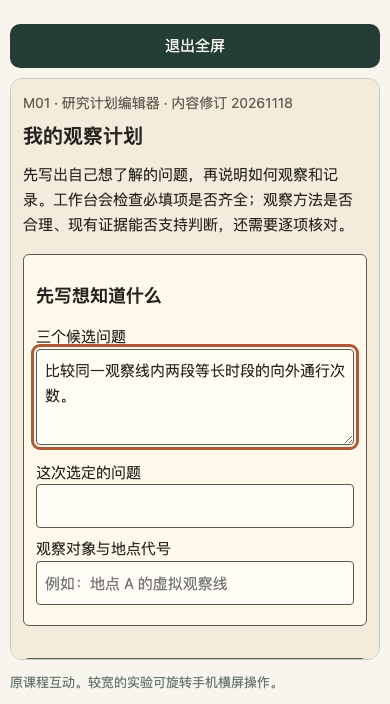 退出全屏
M01 · 研究计划编辑器 · 内容修订 20261118
我的观察计划
先写出自己想了解的问题，再说明如何观察和记
录。工作台会检查必填项是否齐全；观察方法是否
合理、现有证据能否支持判断，还需要逐项核对。
先写想知道什么
三个候选问题
比较同一观察线内两段等长时段的向外通行次
数。
这次选定的问题
观察对象与地点代号
例如：地点 A 的虚拟观察线
原课程互动。较宽的实验可旋转手机横屏操作。